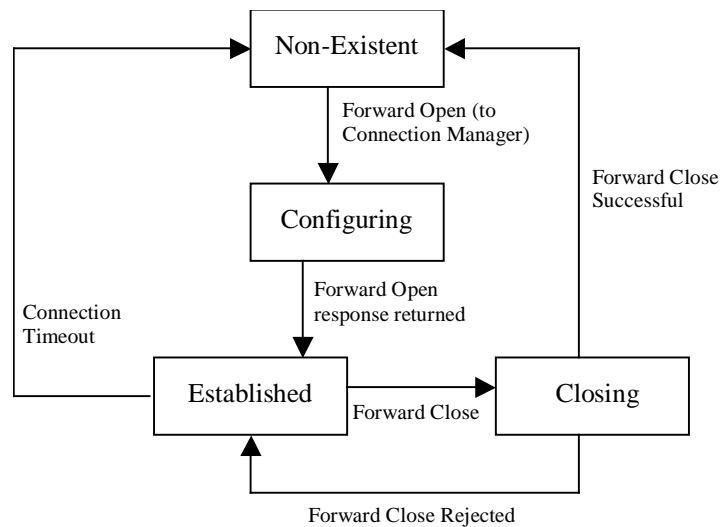 Non-Existent
Forward Open (to
Connection Manager)
Forward Close
Successful
Configuring
Connection
Timeout
Forward Open
response returned
Established
Forward Close
Closing
Forward Close Rejected